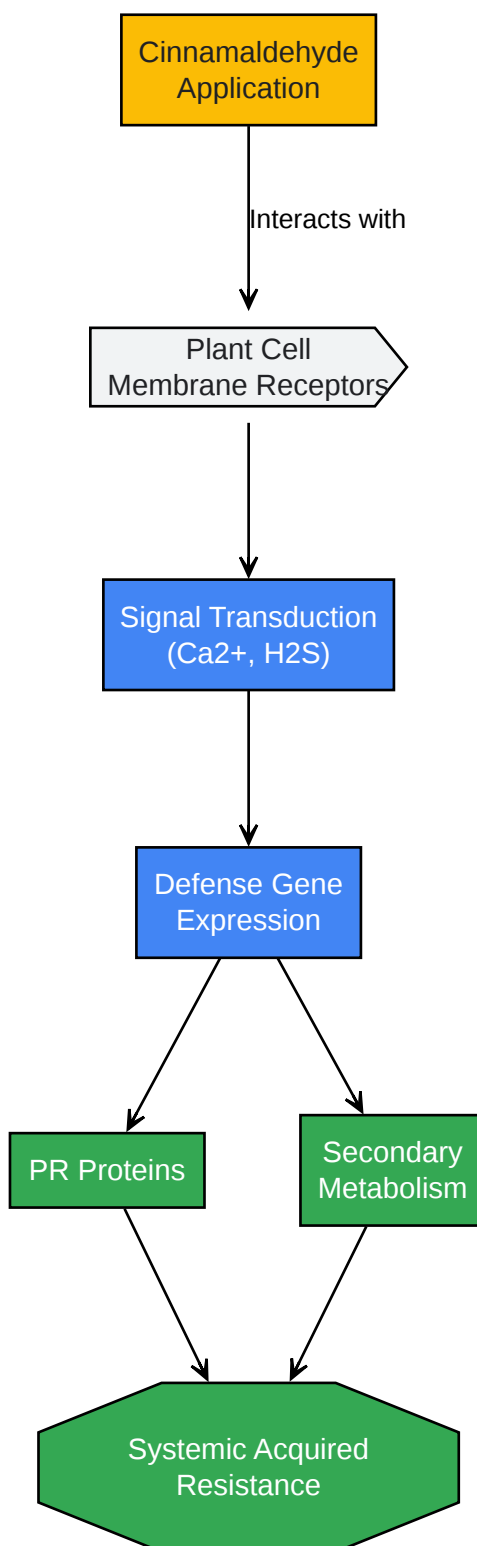 Cinnamaldehyde
Application
Interacts with
Plant Cell
Membrane Receptors
Signal Transduction
(Ca2+, H2S)
Defense Gene
Expression
PR Proteins
Secondary
Metabolism
Systemic Acquired
Resistance